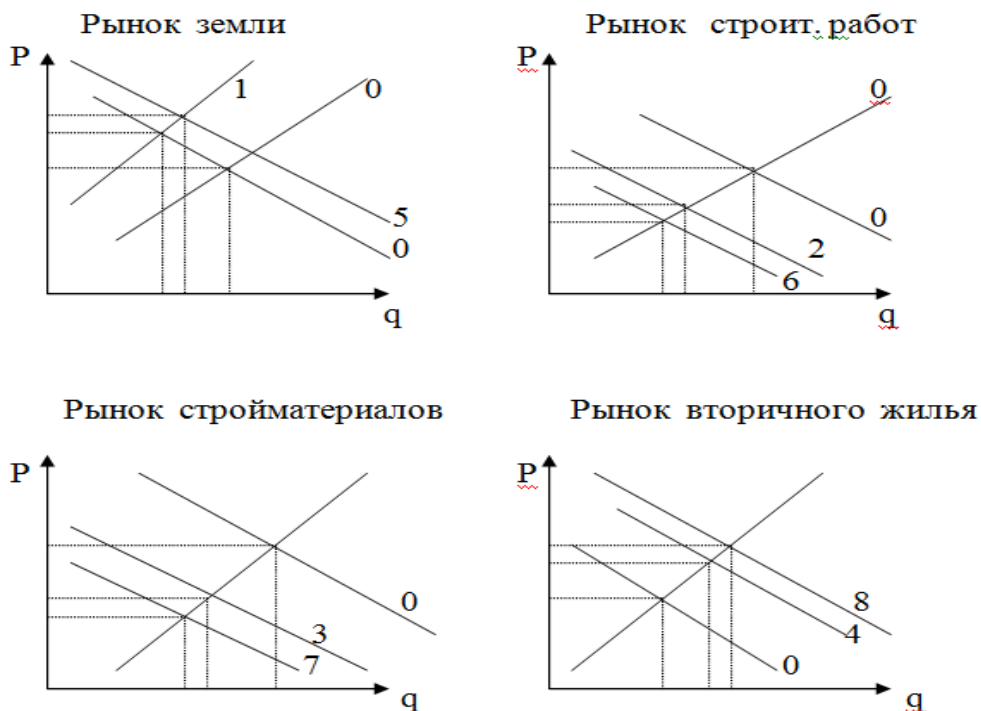 Рынок земли
P
1
0
5
0
q
Рынок строит. работ
P
0
0
2
6
q
Рынок стройматериалов
P
0
3
7
q
Рынок вторичного жилья
P
8
4
0
q